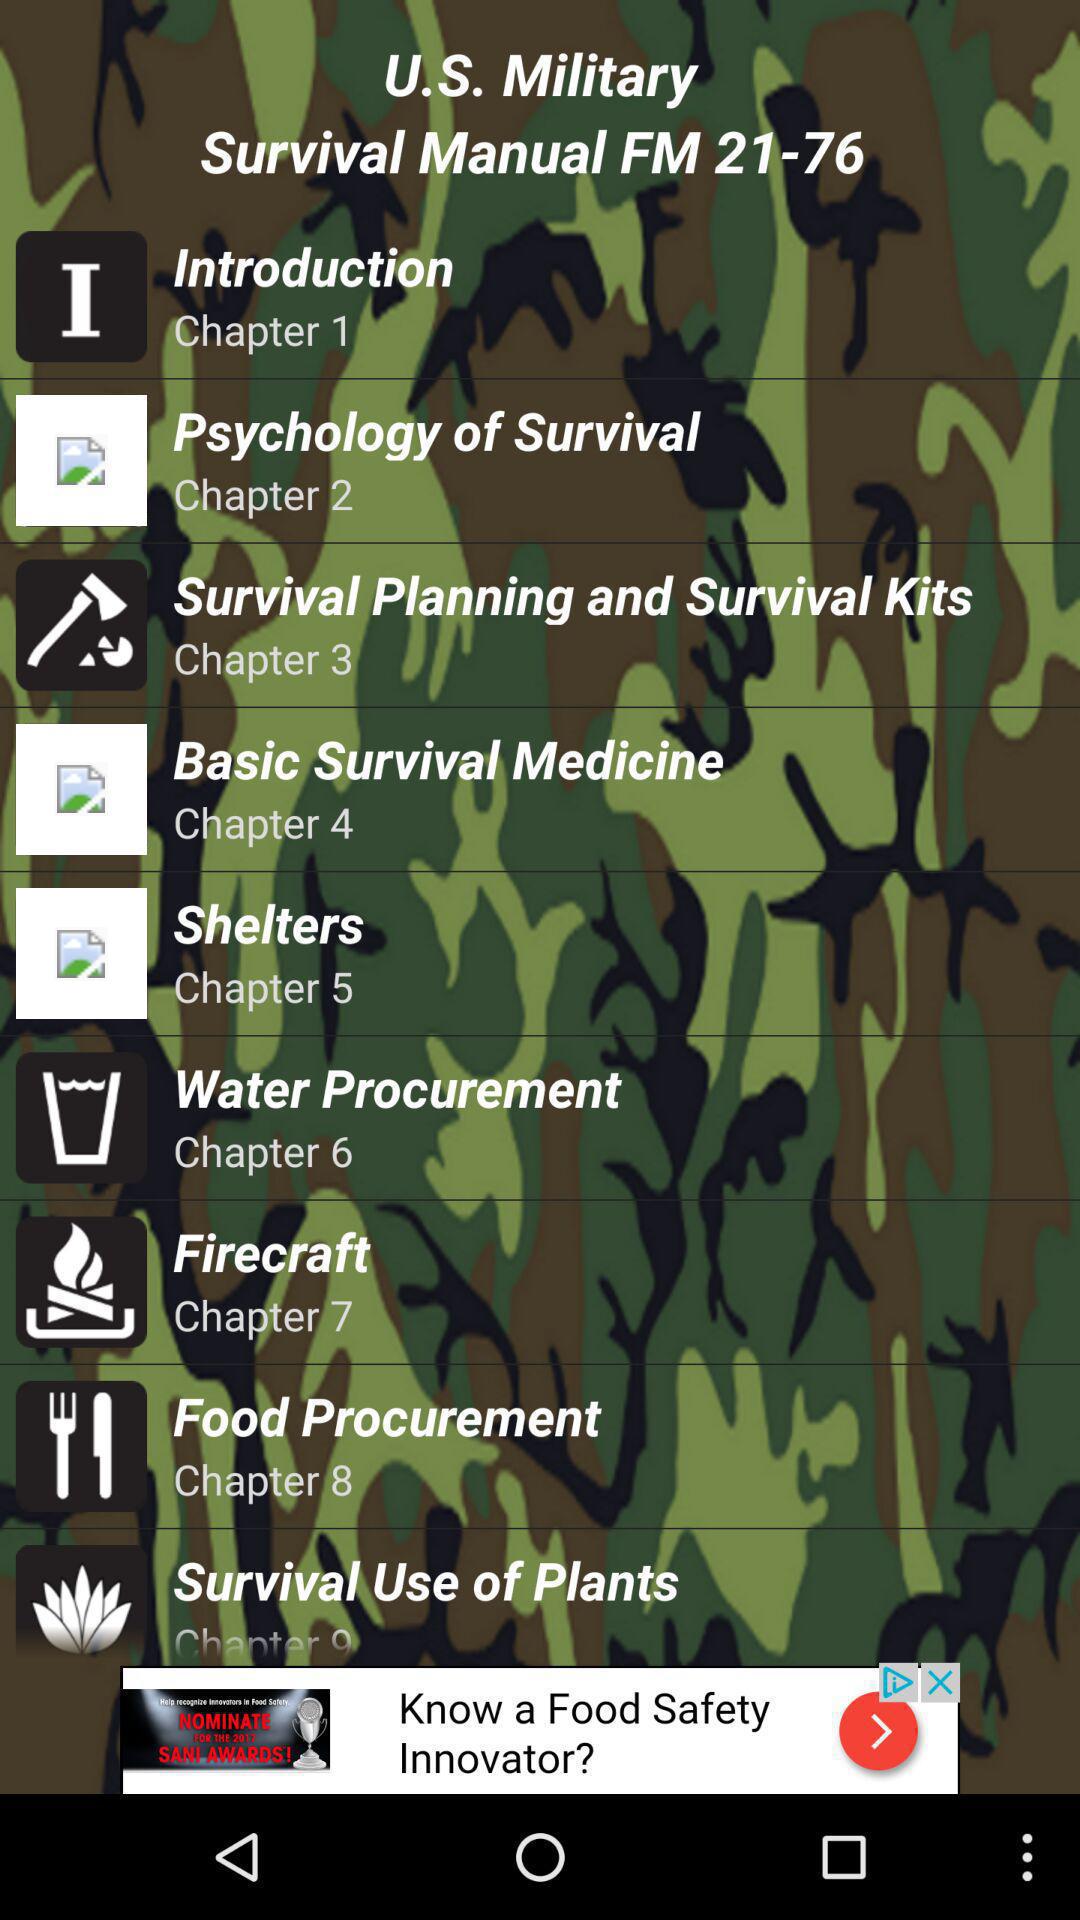 U.S. Military
Survival Manual FM 21-76
I
Introduction
Chapter 1
Psychology of Survival
Chapter 2
Survival Planning and Survival Kits
Chapter 3
Basic Survival Medicine
Chapter 4
Shelters
Chapter 5
Water Procurement
Chapter 6
Firecraft
Chapter 7
Food Procurement
Chapter 8
Survival Use of Plants
Chapter 9
Help recognize innovators in Food Safety.
NOMINATE
FOR THE 2017
SANI AWARDS!
Know a Food Safety
Innovator?